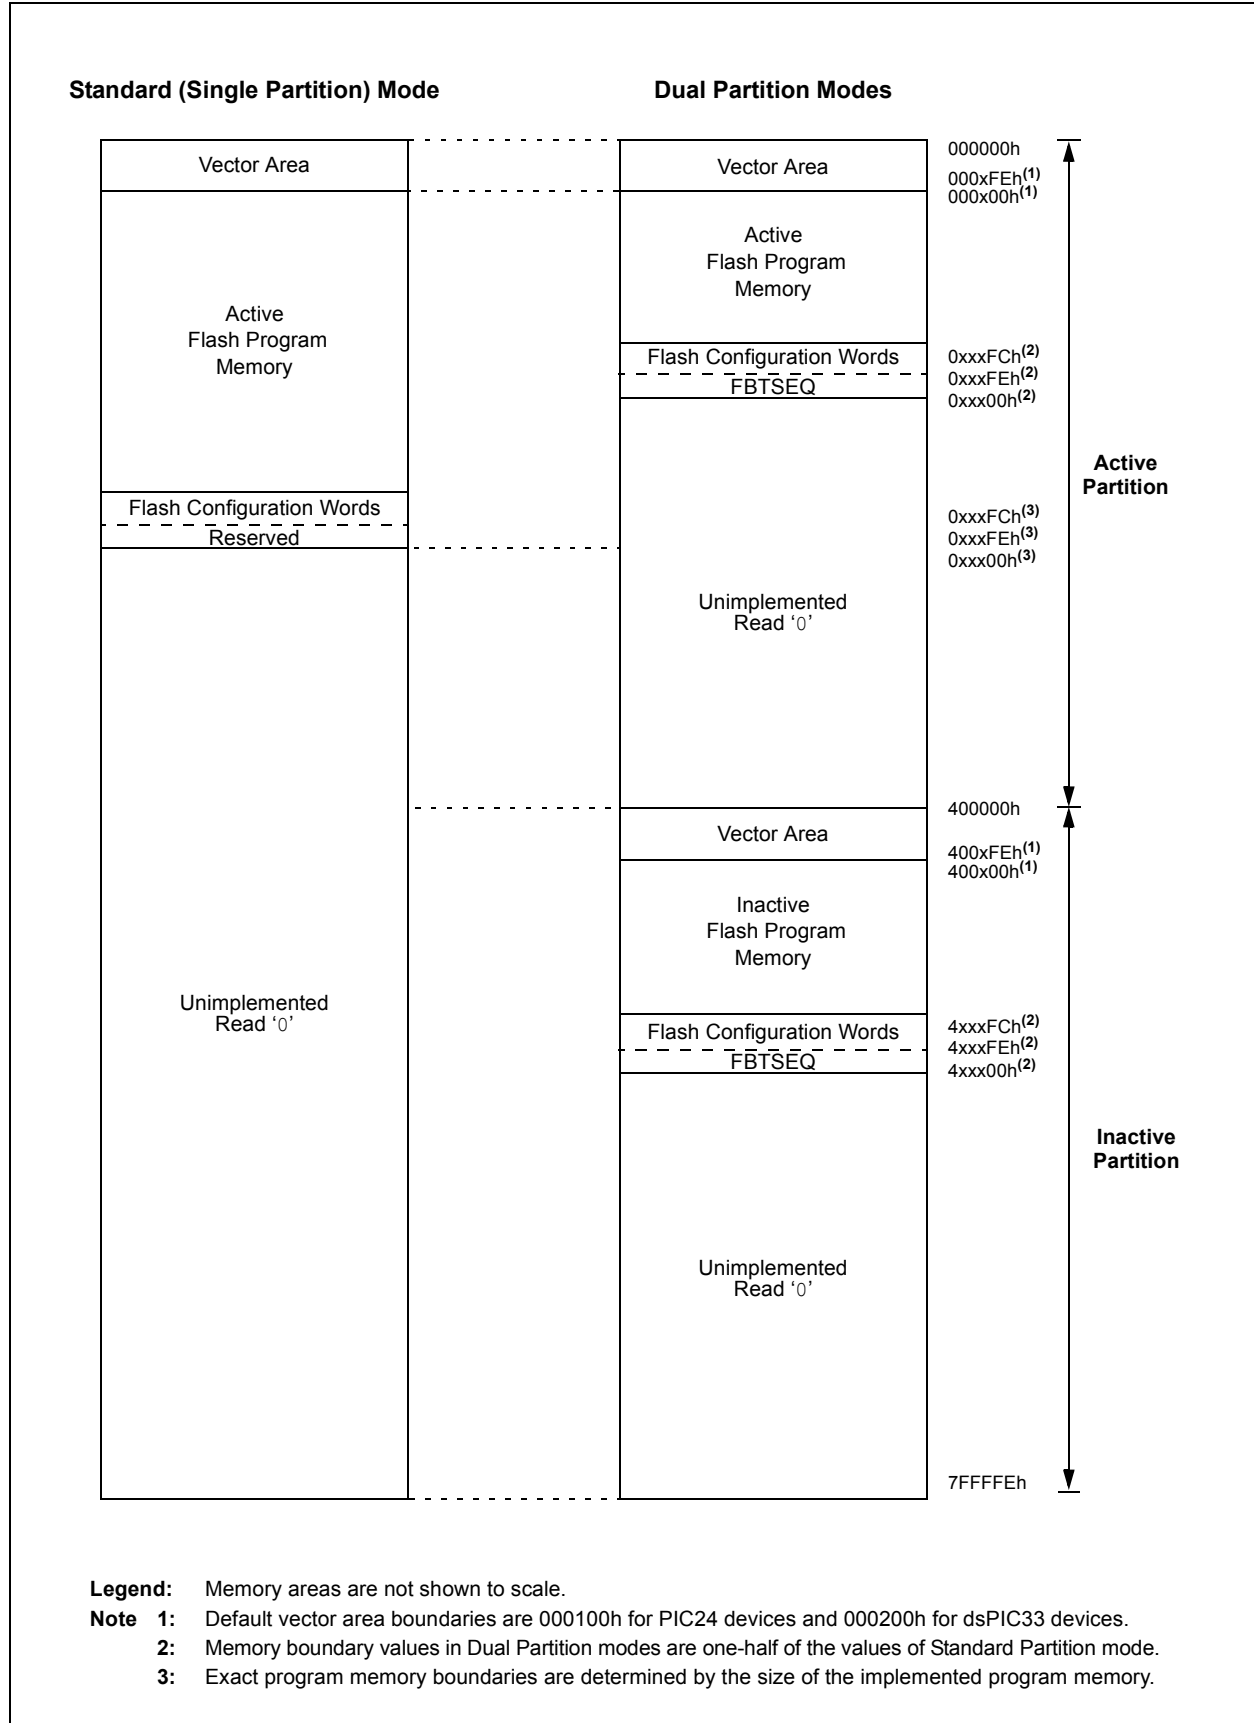 Standard (Single Partition) Mode
Dual Partition Modes
Vector Area
Active
Flash Program
Memory
Flash Configuration Words
Reserved
Unimplemented
Read ‘0’
Vector Area
Active
Flash Program
Memory
Flash Configuration Words
FBTSEQ
Unimplemented
Read ‘0’
Vector Area
Inactive
Flash Program
Memory
Flash Configuration Words
FBTSEQ
Unimplemented
Read ‘0’
000000h
000xFEh(1)
000x00h(1)
0xxxFCh(2)
0xxxFEh(2)
0xxx00h(2)
0xxxFCh(3)
0xxxFEh(3)
0xxx00h(3)
400000h
400xFEh(1)
400x00h(1)
4xxxFCh(2)
4xxxFEh(2)
4xxx00h(2)
7FFFFEh
Active
Partition
Inactive
Partition
Legend: Memory areas are not shown to scale.
Note 1: Default vector area boundaries are 000100h for PIC24 devices and 000200h for dsPIC33 devices.
2: Memory boundary values in Dual Partition modes are one-half of the values of Standard Partition mode.
3: Exact program memory boundaries are determined by the size of the implemented program memory.